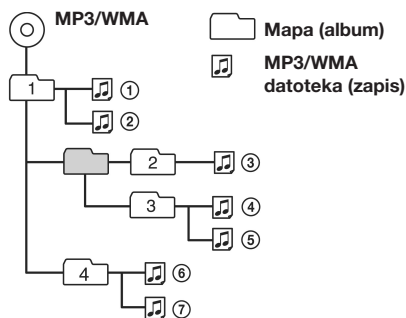 MP3/WMA
Mapa (album)
MP3/WMA
datoteka (zapis)
1
①
②
2
③
3
④
⑤
4
⑥
⑦